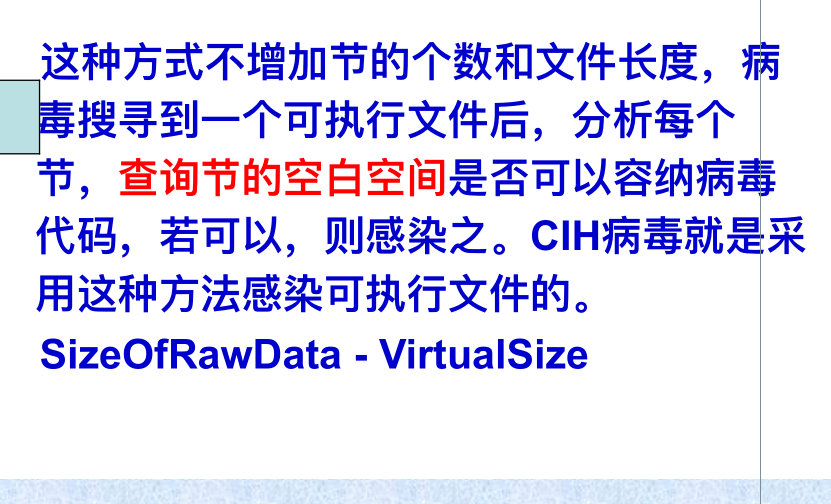 这种方式不增加节的个数和文件长度，病
毒搜寻到一个可执行文件后，分析每个
节，查询节的空白空间是否可以容纳病毒
代码，若可以，则感染之。CIH病毒就是采
用这种方法感染可执行文件的。
SizeOfRawData - VirtualSize